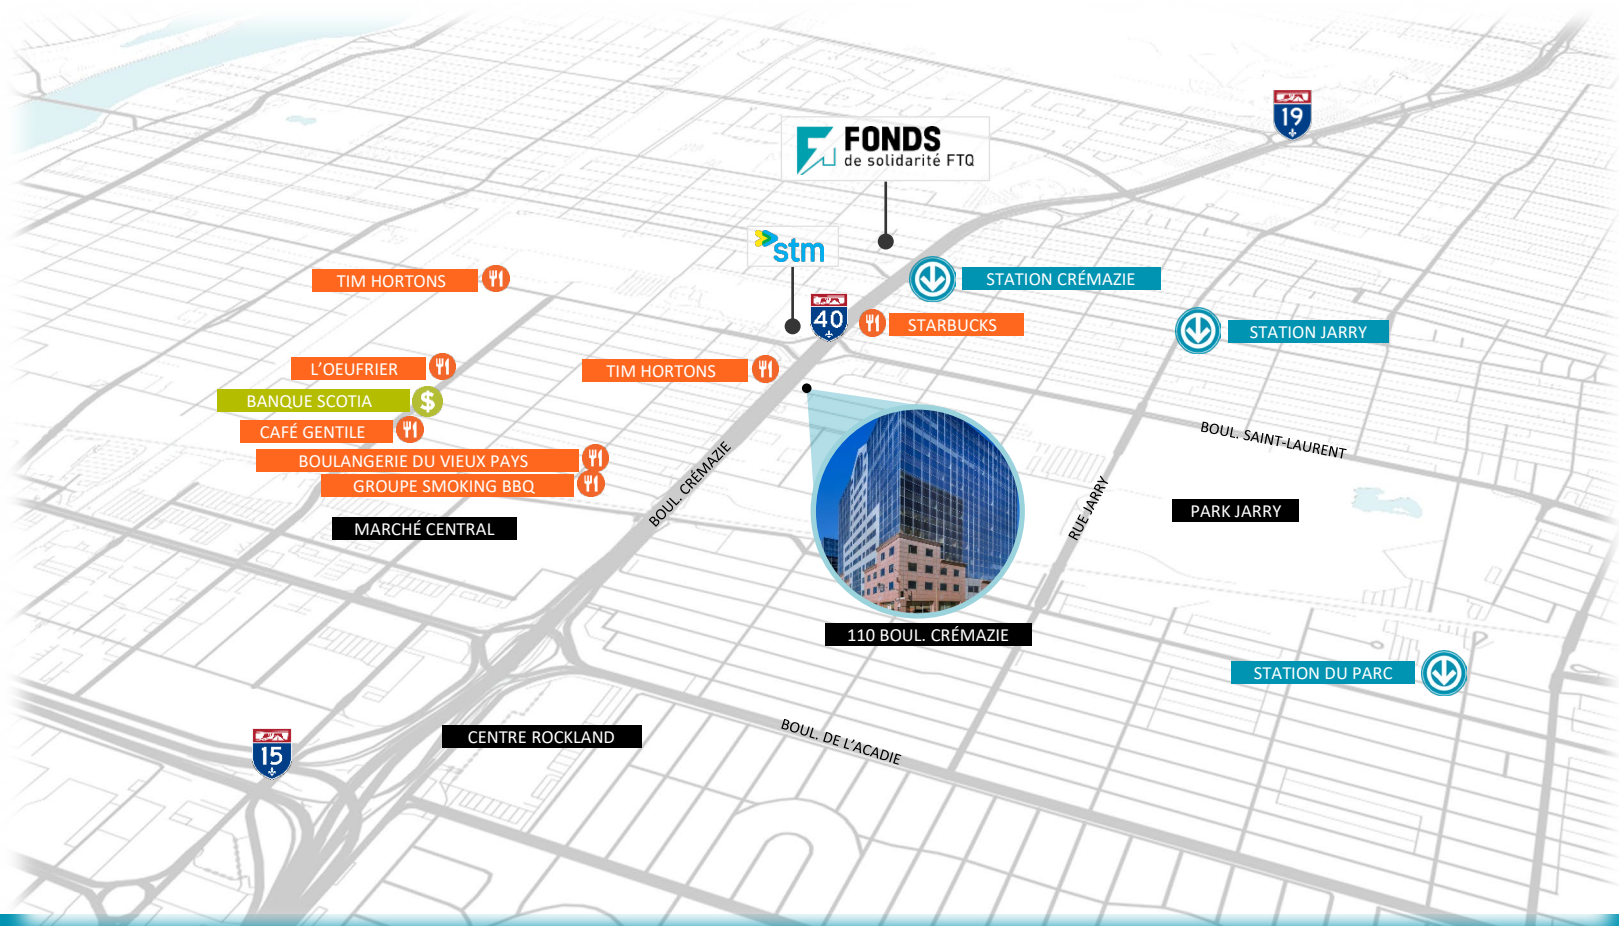 19
FONDS
de solidarité FTQ
stm
TIM HORTONS
STATION CRÉMAZIE
40
STARBUCKS
STATION JARRY
L'OEUFRIER
TIM HORTONS
BANQUE SCOTIA
$
CAFÉ GENTILE
BOUL. SAINT-LAURENT
BOULANGERIE DU VIEUX PAYS
GROUPE SMOKING BBQ
BOUL. CRÉMAZIE
RUE JARRY
PARK JARRY
MARCHÉ CENTRAL
110 BOUL. CRÉMAZIE
STATION DU PARC
CENTRE ROCKLAND
BOUL. DE L'ACADIE
15